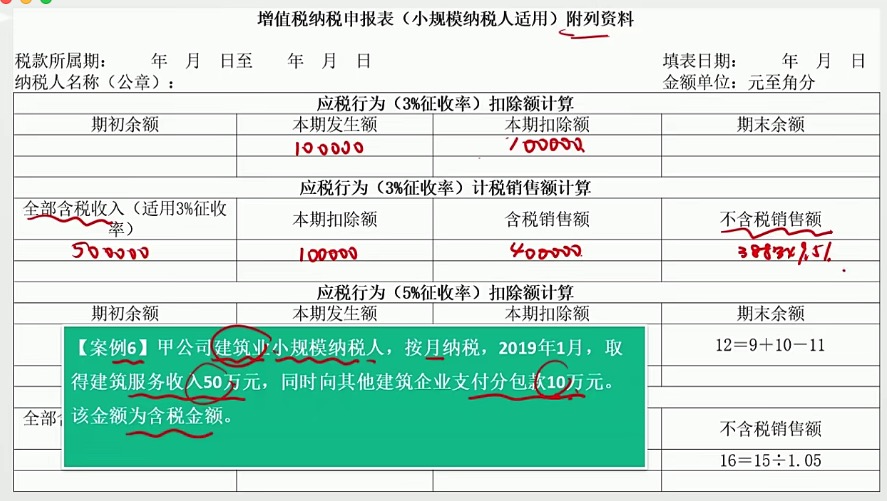 增值税纳税申报表（小规模纳税人适用）附列资料
税款所属期： 年 月 日至 年 月 日 填表日期： 年 月 日
纳税人名称（公章）： 金额单位：元至角分
应税行为（3%征收率）扣除额计算
期初余额 本期发生额 本期扣除额 期末余额
100000 100000
应税行为（3%征收率）计税销售额计算
全部含税收入（适用3%征收率） 本期扣除额 含税销售额 不含税销售额
500000 100000 400000
应税行为（5%征收率）扣除额计算
期初余额 本期发生额 本期扣除额 期末余额
12＝9＋10－11
【案例6】甲公司建筑业小规模纳税人，按月纳税，2019年1月，取
得建筑服务收入50万元，同时向其他建筑企业支付分包款10万元。
该金额为含税金额。
全部含 不含税销售额
16＝15÷1.05